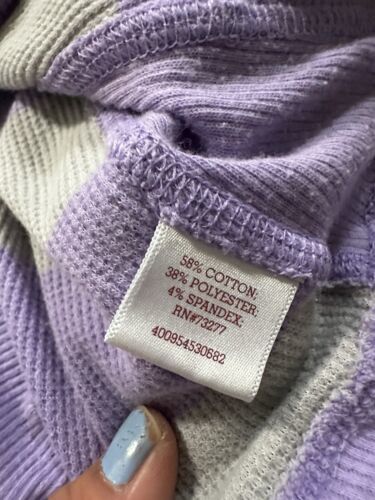 58% COTTON;
38% POLYESTER;
4% SPANDEX;
RN#73277
400954530682